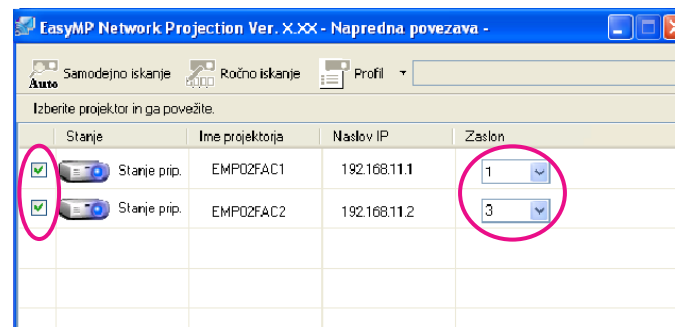 EasyMP Network Projection Ver. X.XX - Napredna povezava -
Auto Samodejno iskanje Ročno iskanje Profil
Izberite projektor in ga povežite.
Stanje Ime projektorja Naslov IP Zaslon
Stanje prip. EMP02FAC1 192.168.11.1 1
Stanje prip. EMP02FAC2 192.168.11.2 3